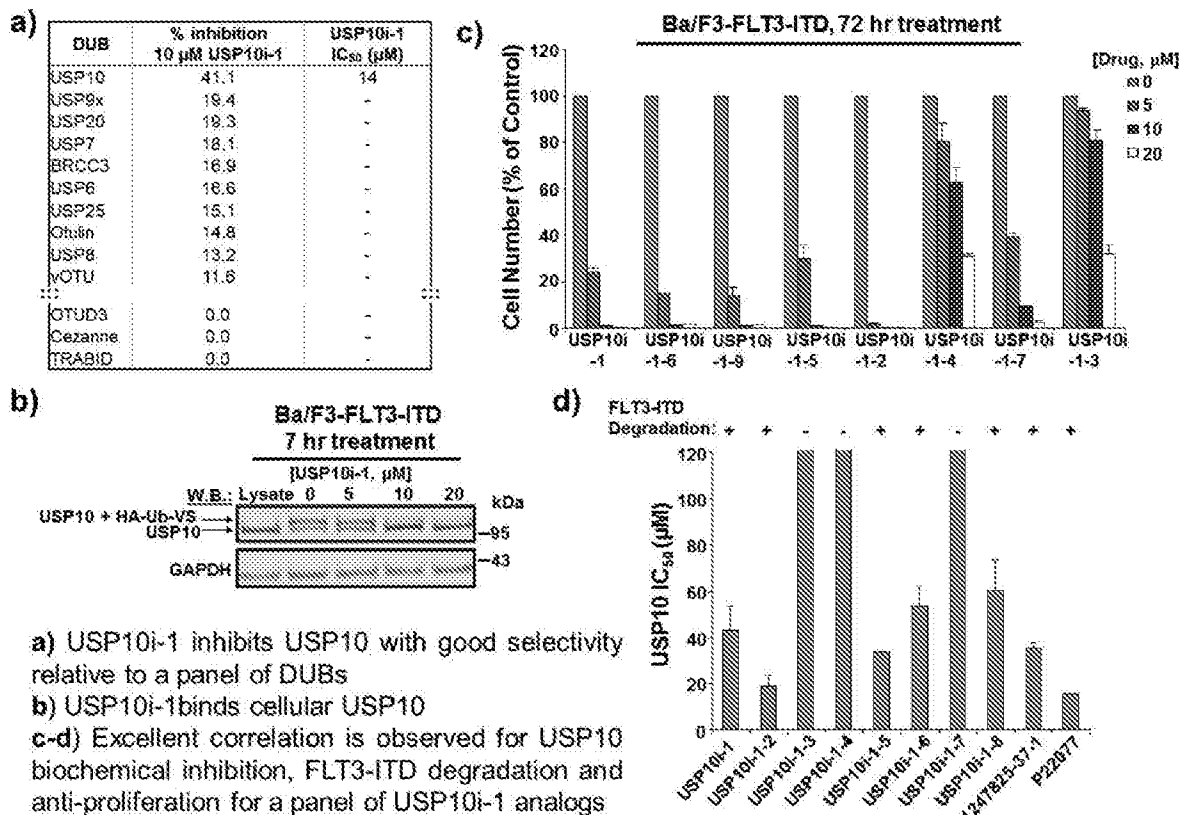 a)
DUB % inhibition 10 µM USP10i-1 USP10i-1 IC50 (µM)
USP10 41.1 14
USP9x 19.4 -
USP20 19.3 -
USP7 18.1 -
BRCC3 16.9 -
USP6 16.6 -
USP25 15.1 -
Otulin 14.8 -
USP8 13.2 -
vOTU 11.6 -
OTUD3 0.0 -
Cezanne 0.0 -
TRABID 0.0 -
b)
Ba/F3-FLT3-ITD
7 hr treatment
[USP10i-1, µM]
W.B.: Lysate 0 5 10 20 kDa
USP10 + HA-Ub-VS
USP10
95
43
GAPDH
c)
Ba/F3-FLT3-ITD, 72 hr treatment
[Drug, µM]
0
5
10
20
Cell Number (% of Control)
120
100
80
60
40
20
0
USP10i USP10i USP10i USP10i USP10i USP10i USP10i USP10i
-1 -1-6 -1-9 -1-5 -1-2 -1-4 -1-7 -1-3
d)
FLT3-ITD
Degradation: + + - - + + - + + +
USP10 IC50 (µM)
120
100
80
60
40
20
0
USP10i-1
USP10i-1-2
USP10i-1-3
USP10i-1-4
USP10i-1-5
USP10i-1-6
USP10i-1-7
USP10i-1-8
1247825-37-1
P22077
a) USP10i-1 inhibits USP10 with good selectivity
relative to a panel of DUBs
b) USP10i-1binds cellular USP10
c-d) Excellent correlation is observed for USP10
biochemical inhibition, FLT3-ITD degradation and
anti-proliferation for a panel of USP10i-1 analogs